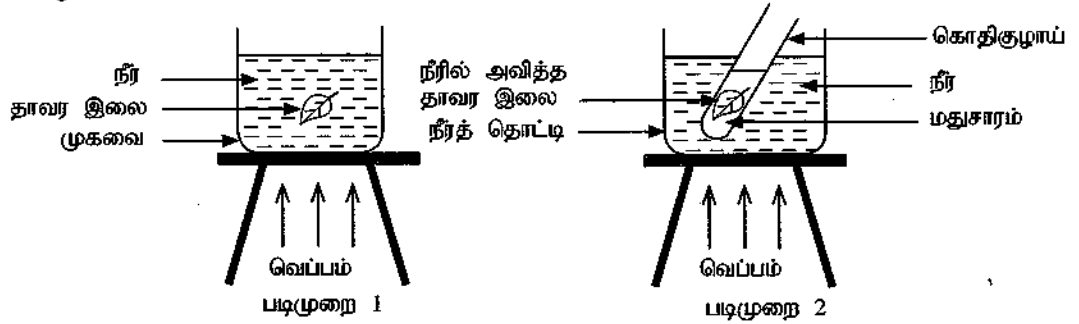 நீர்
தாவர இலை
முகவை
வெப்பம்
படிமுறை 1
நீரில் அவித்த
தாவர இலை
நீர்த் தொட்டி
கொதிகுழாய்
நீர்
மதுசாரம்
வெப்பம்
படிமுறை 2